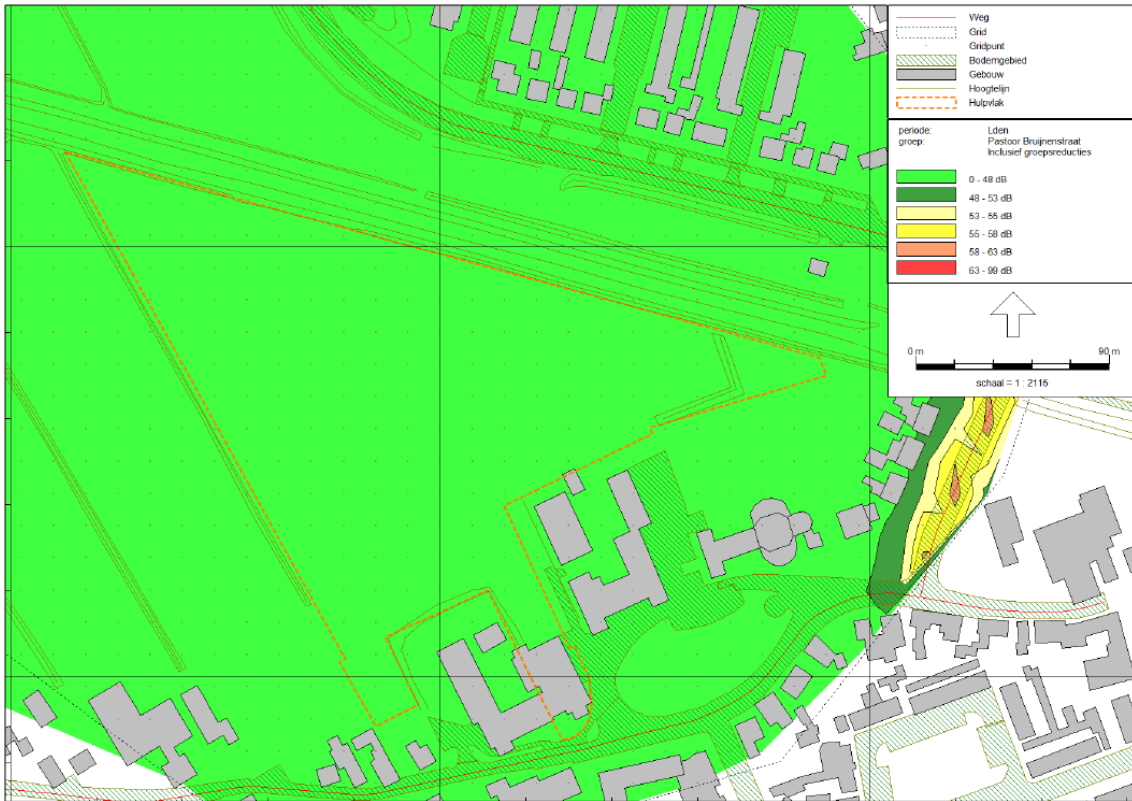 Weg
Grid
Gridpunt
Bodemgebied
Gebouw
Hoogtelijn
Hulpvlak
periode: Lden
groep: Pastoor Bruijnenstraat
Inclusief groepsreducties
0 - 48 dB
48 - 53 dB
53 - 55 dB
55 - 58 dB
58 - 63 dB
63 - 99 dB
0 m 90 m
schaal = 1 : 2116